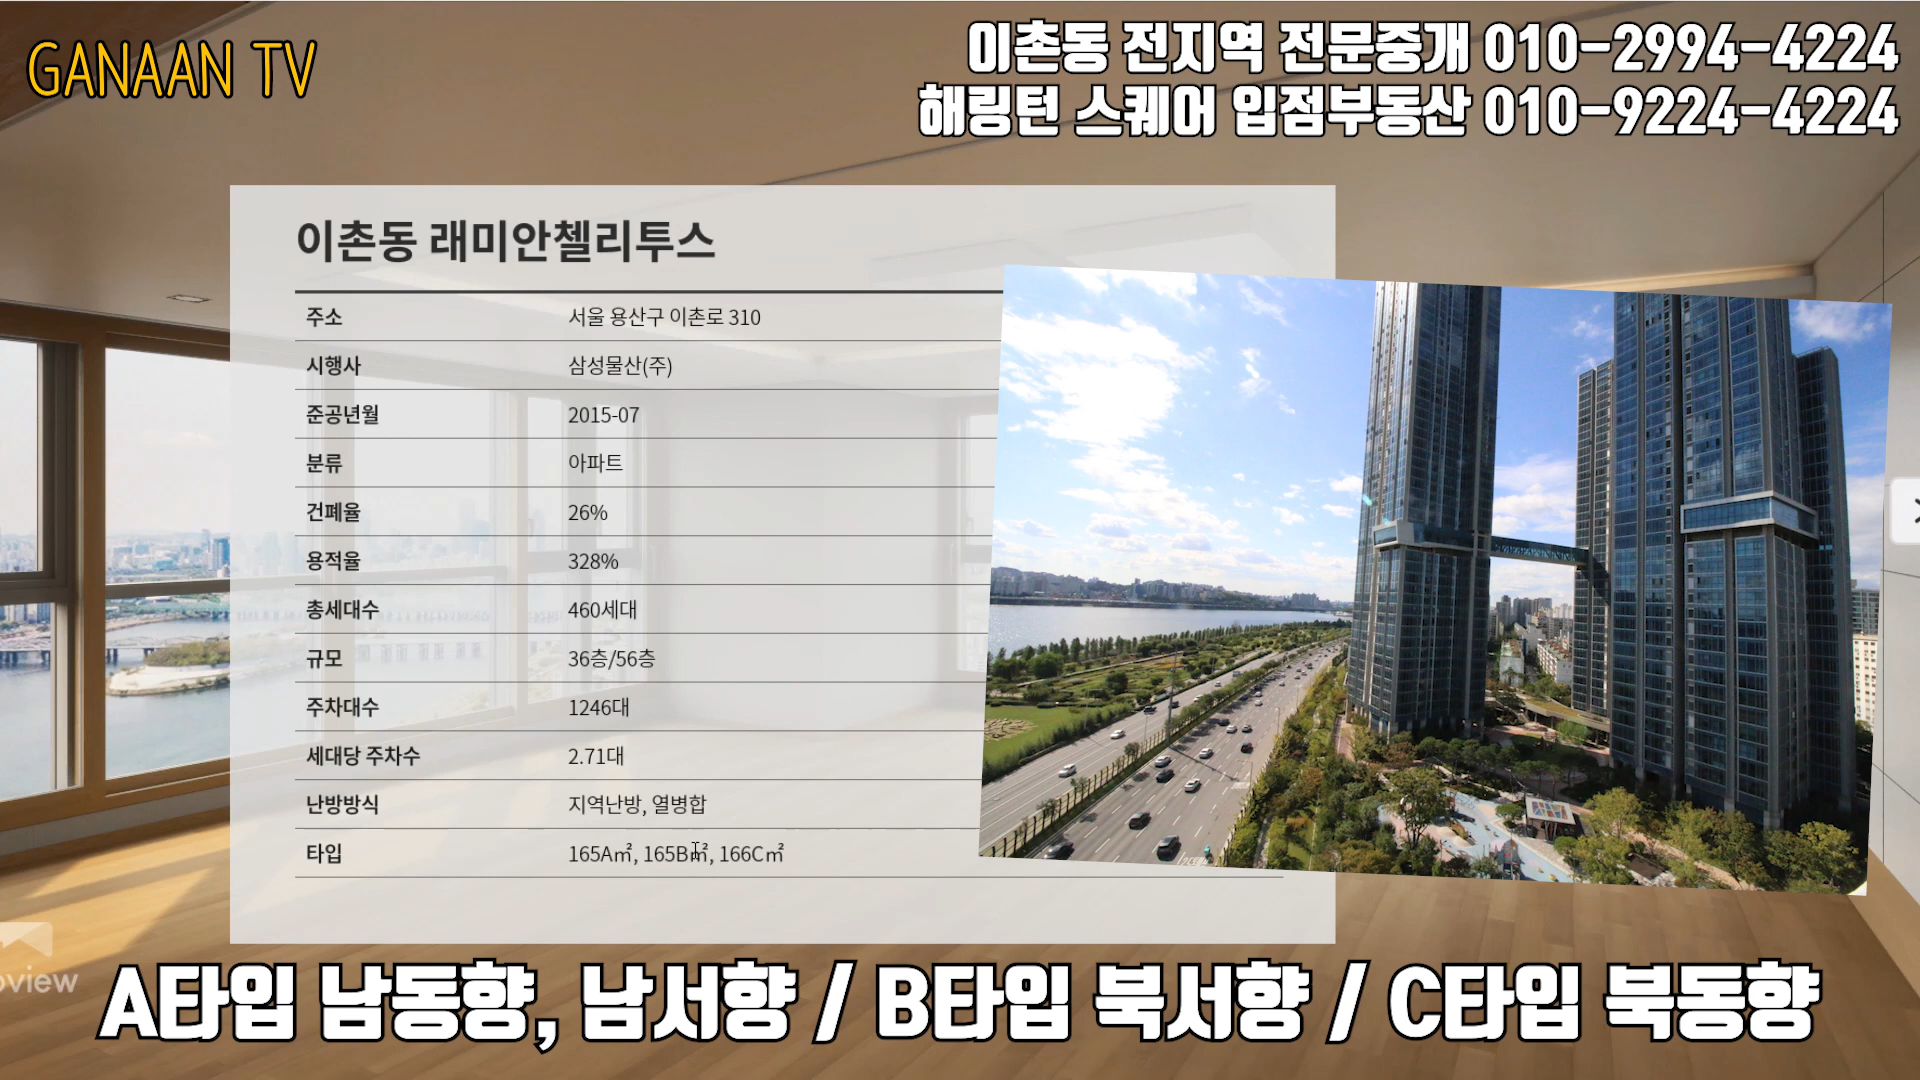 GANAAN TV
이촌동 전지역 전문중개 010-2994-4224
해링턴 스퀘어 입점부동산 010-9224-4224
이촌동 래미안첼리투스
주소 서울 용산구 이촌로 310
시행사 삼성물산(주)
준공년월 2015-07
분류 아파트
건폐율 26%
용적율 328%
총세대수 460세대
규모 36층/56층
주차대수 1246대
세대당 주차수 2.71대
난방방식 지역난방, 열병합
타입 165A㎡, 165B㎡, 166C㎡
oview
A타입 남동향, 남서향 / B타입 북서향 / C타입 북동향